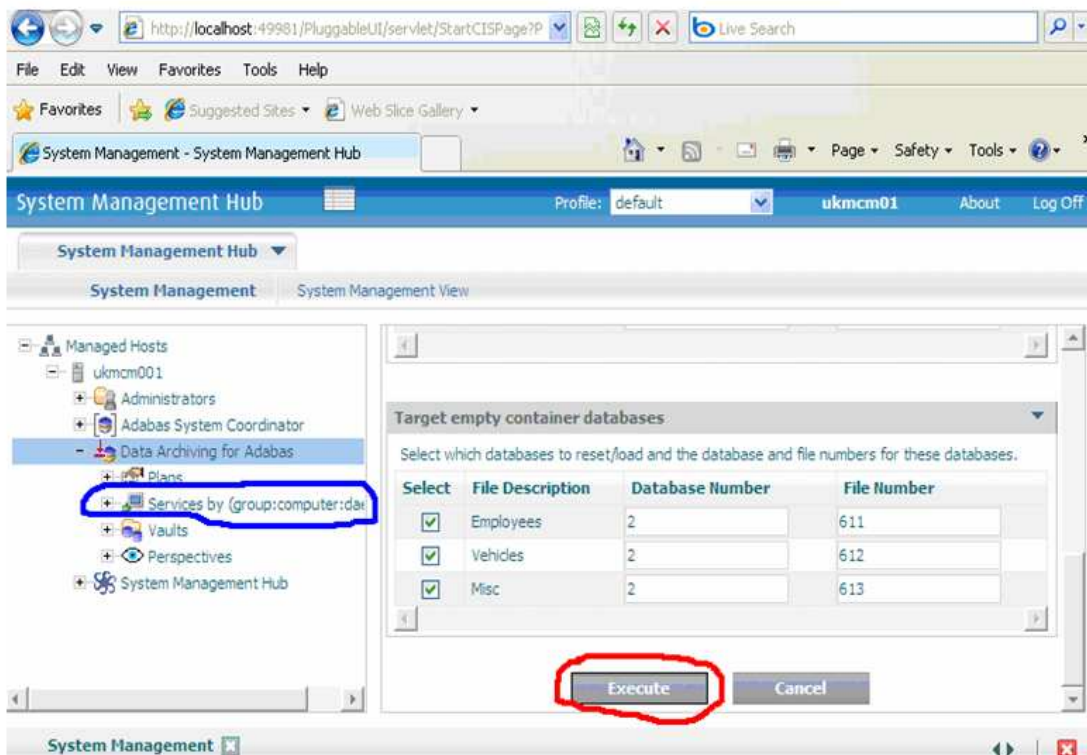 http://localhost:49981/PluggableUI/servlet/StartCISPage?P
Live Search
File Edit View Favorites Tools Help
Favorites Suggested Sites Web Slice Gallery
System Management - System Management Hub
Page Safety Tools
System Management Hub Profile: default ukmcm01 About Log Off
System Management Hub
System Management System Management View
Managed Hosts
ukmcm001
Administrators
Adabas System Coordinator
Data Archiving for Adabas
Plans
Services by (group:computer:dae
Vaults
Perspectives
System Management Hub
Target empty container databases
Select which databases to reset/load and the database and file numbers for these databases.
Select File Description Database Number File Number
Employees 2 611
Vehicles 2 612
Misc 2 613
Execute Cancel
System Management